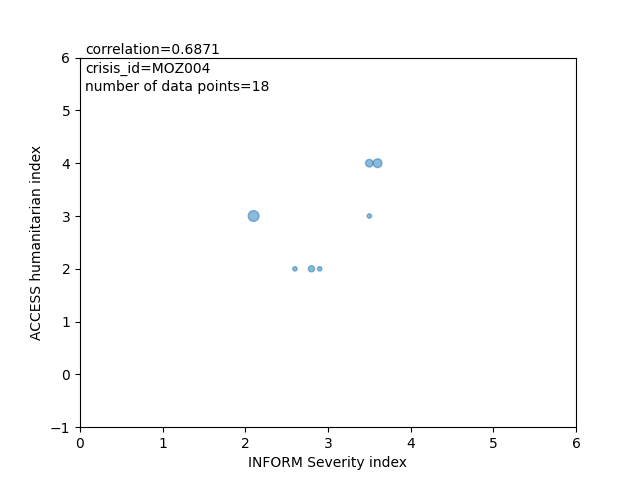 correlation=0.6871
crisis_id=MOZ004
number of data points=18
6
5
4
3
2
1
0
−1
ACCESS humanitarian index
0 1 2 3 4 5 6
INFORM Severity index